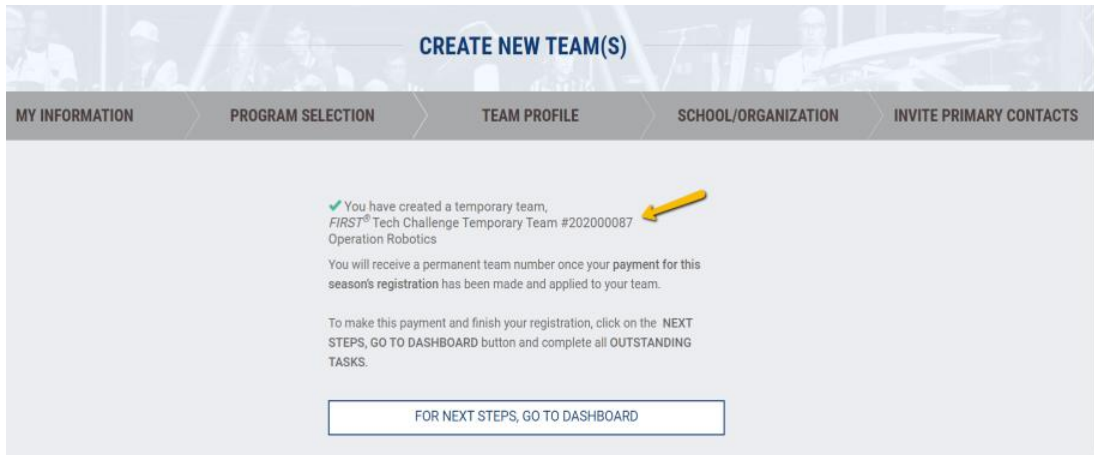 CREATE NEW TEAM(S)
MY INFORMATION
PROGRAM SELECTION
TEAM PROFILE
SCHOOL/ORGANIZATION
INVITE PRIMARY CONTACTS
You have created a temporary team,
FIRST® Tech Challenge Temporary Team #202000087
Operation Robotics
You will receive a permanent team number once your payment for this
season's registration has been made and applied to your team.
To make this payment and finish your registration, click on the NEXT
STEPS, GO TO DASHBOARD button and complete all OUTSTANDING
TASKS.
FOR NEXT STEPS, GO TO DASHBOARD